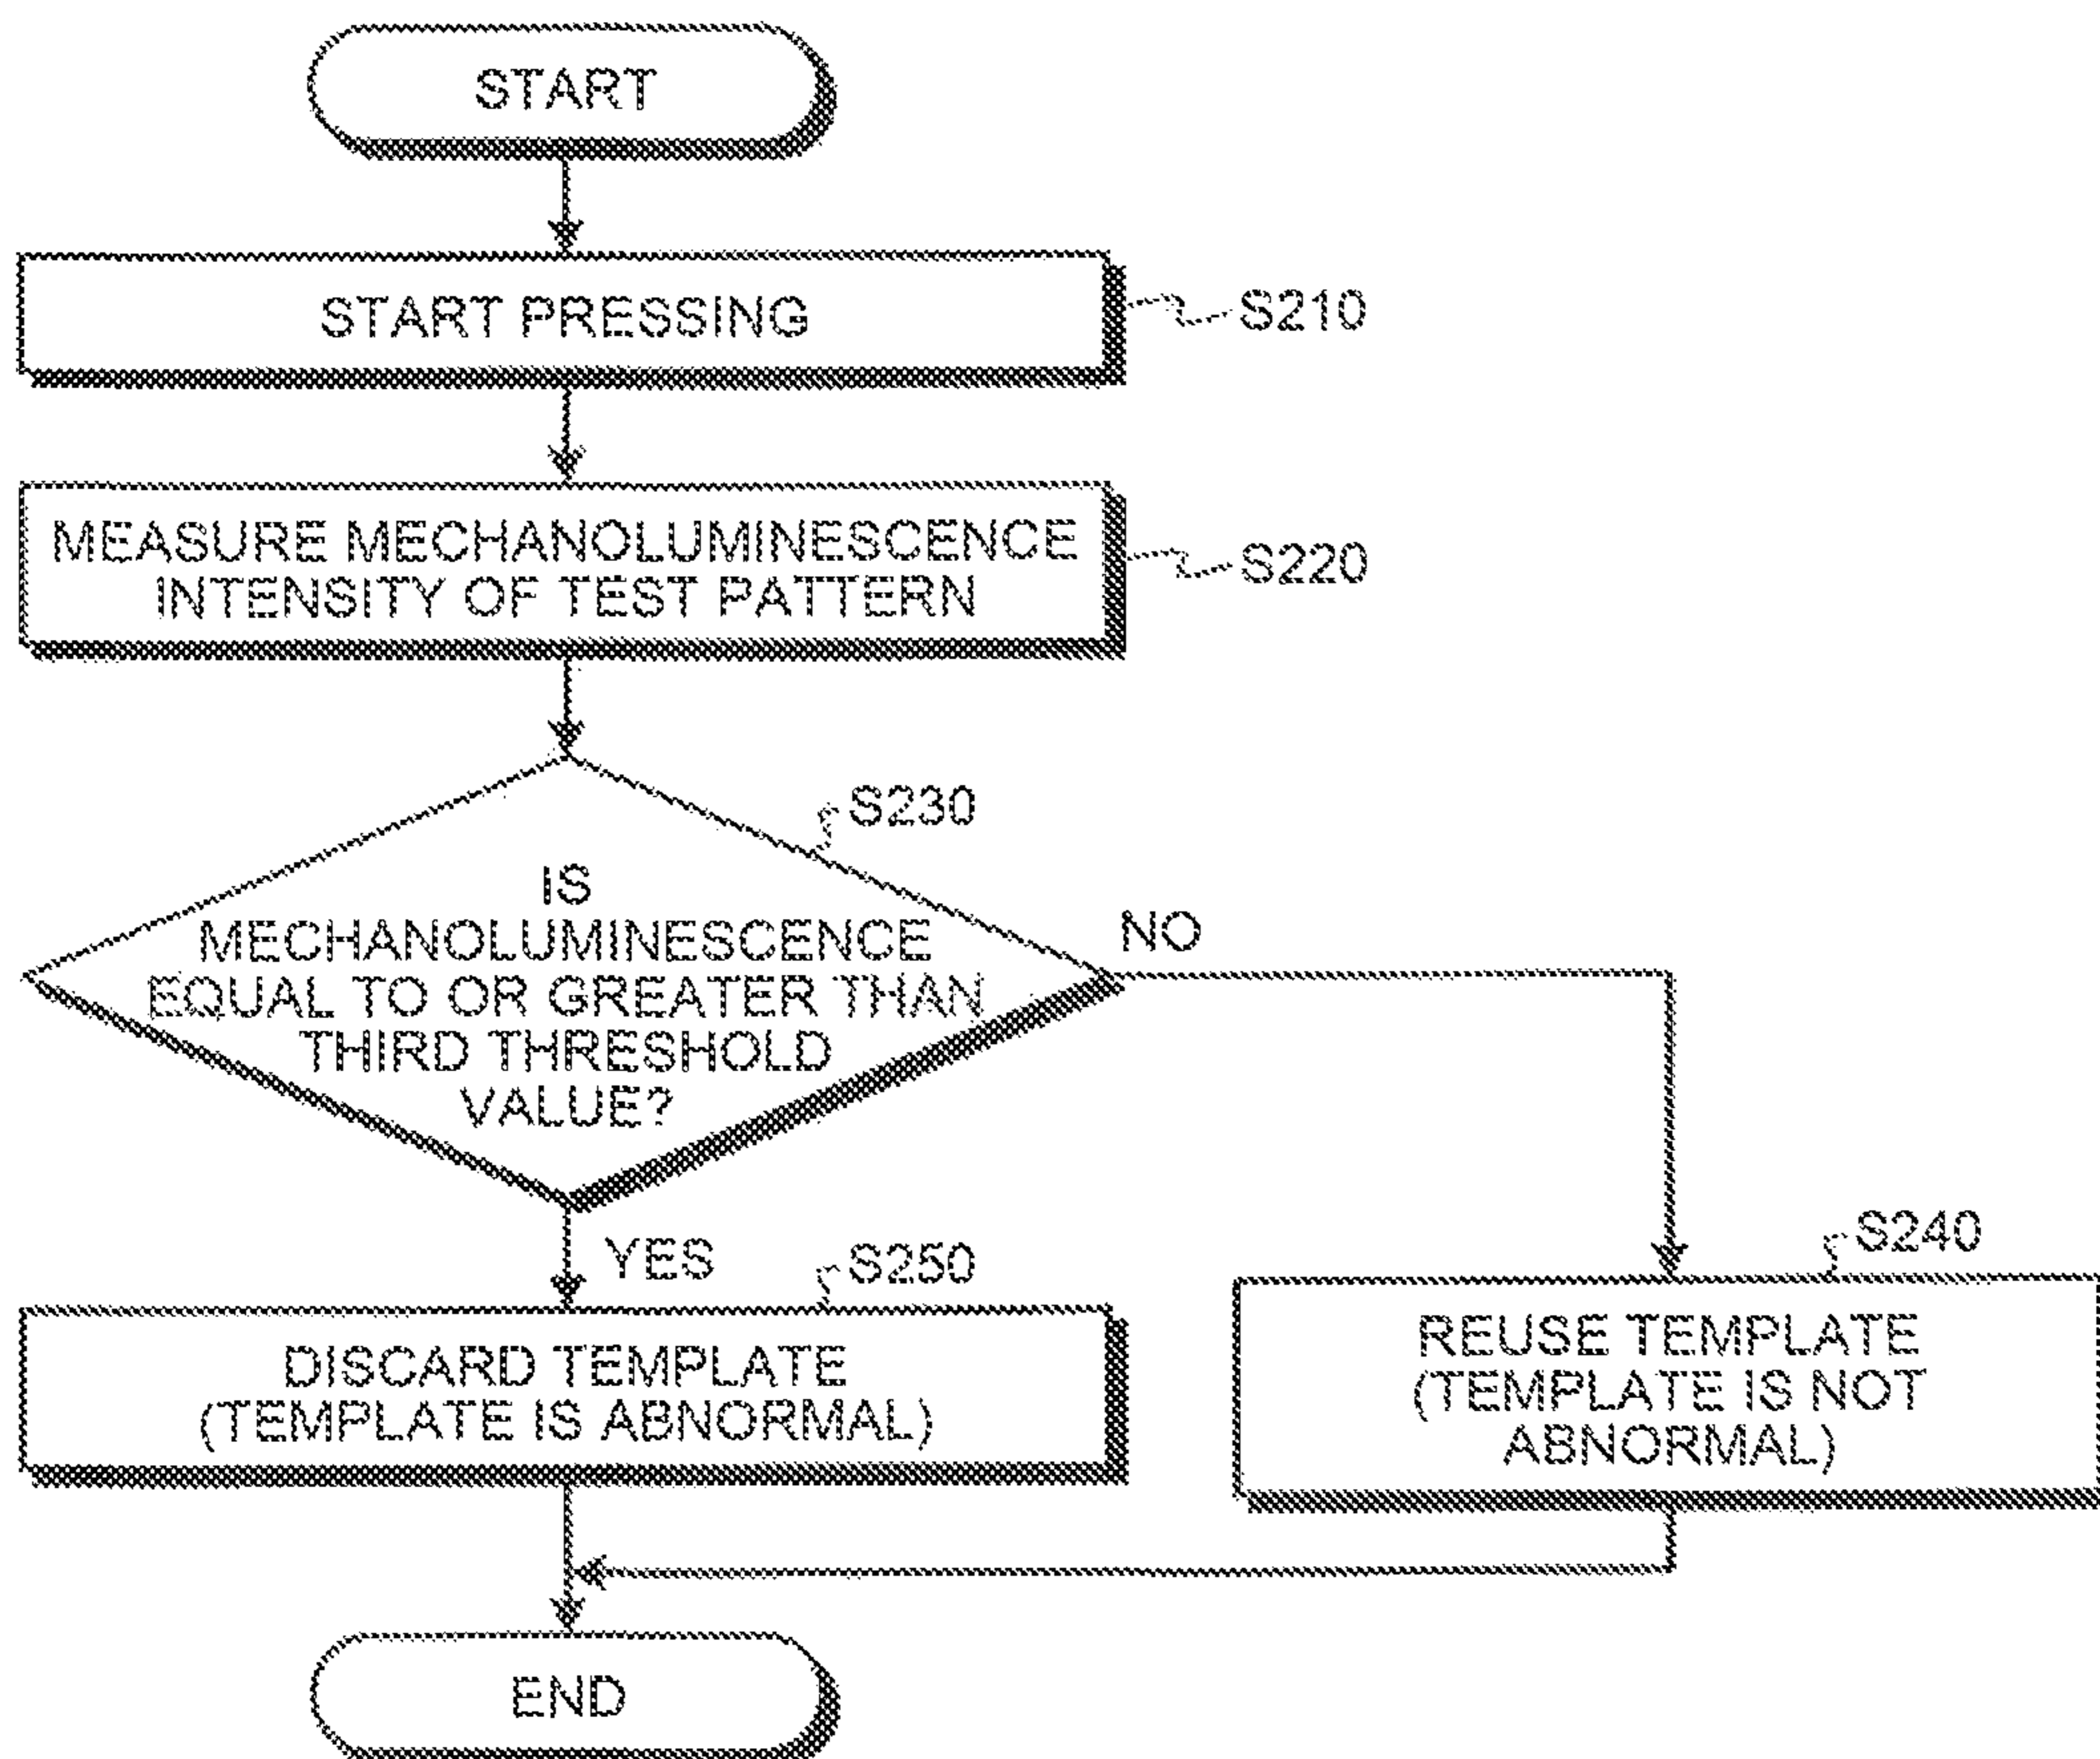 START
START PRESSING
S210
MEASURE MECHANOLUMINESCENCE
INTENSITY OF TEST PATTERN
S220
S230
IS
MECHANOLUMINESCENCE
EQUAL TO OR GREATER THAN
THIRD THRESHOLD
VALUE?
NO
YES
S250
DISCARD TEMPLATE
(TEMPLATE IS ABNORMAL)
S240
REUSE TEMPLATE
(TEMPLATE IS NOT
ABNORMAL)
END